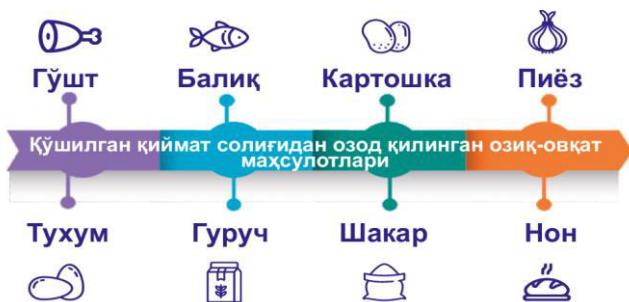 Гўшт Балиқ Картошка Пиёз
Қўшилган қиймат солиғидан озод қилинган озиқ-овқат
маҳсулотлари
Тухум Гуруч Шакар Нон